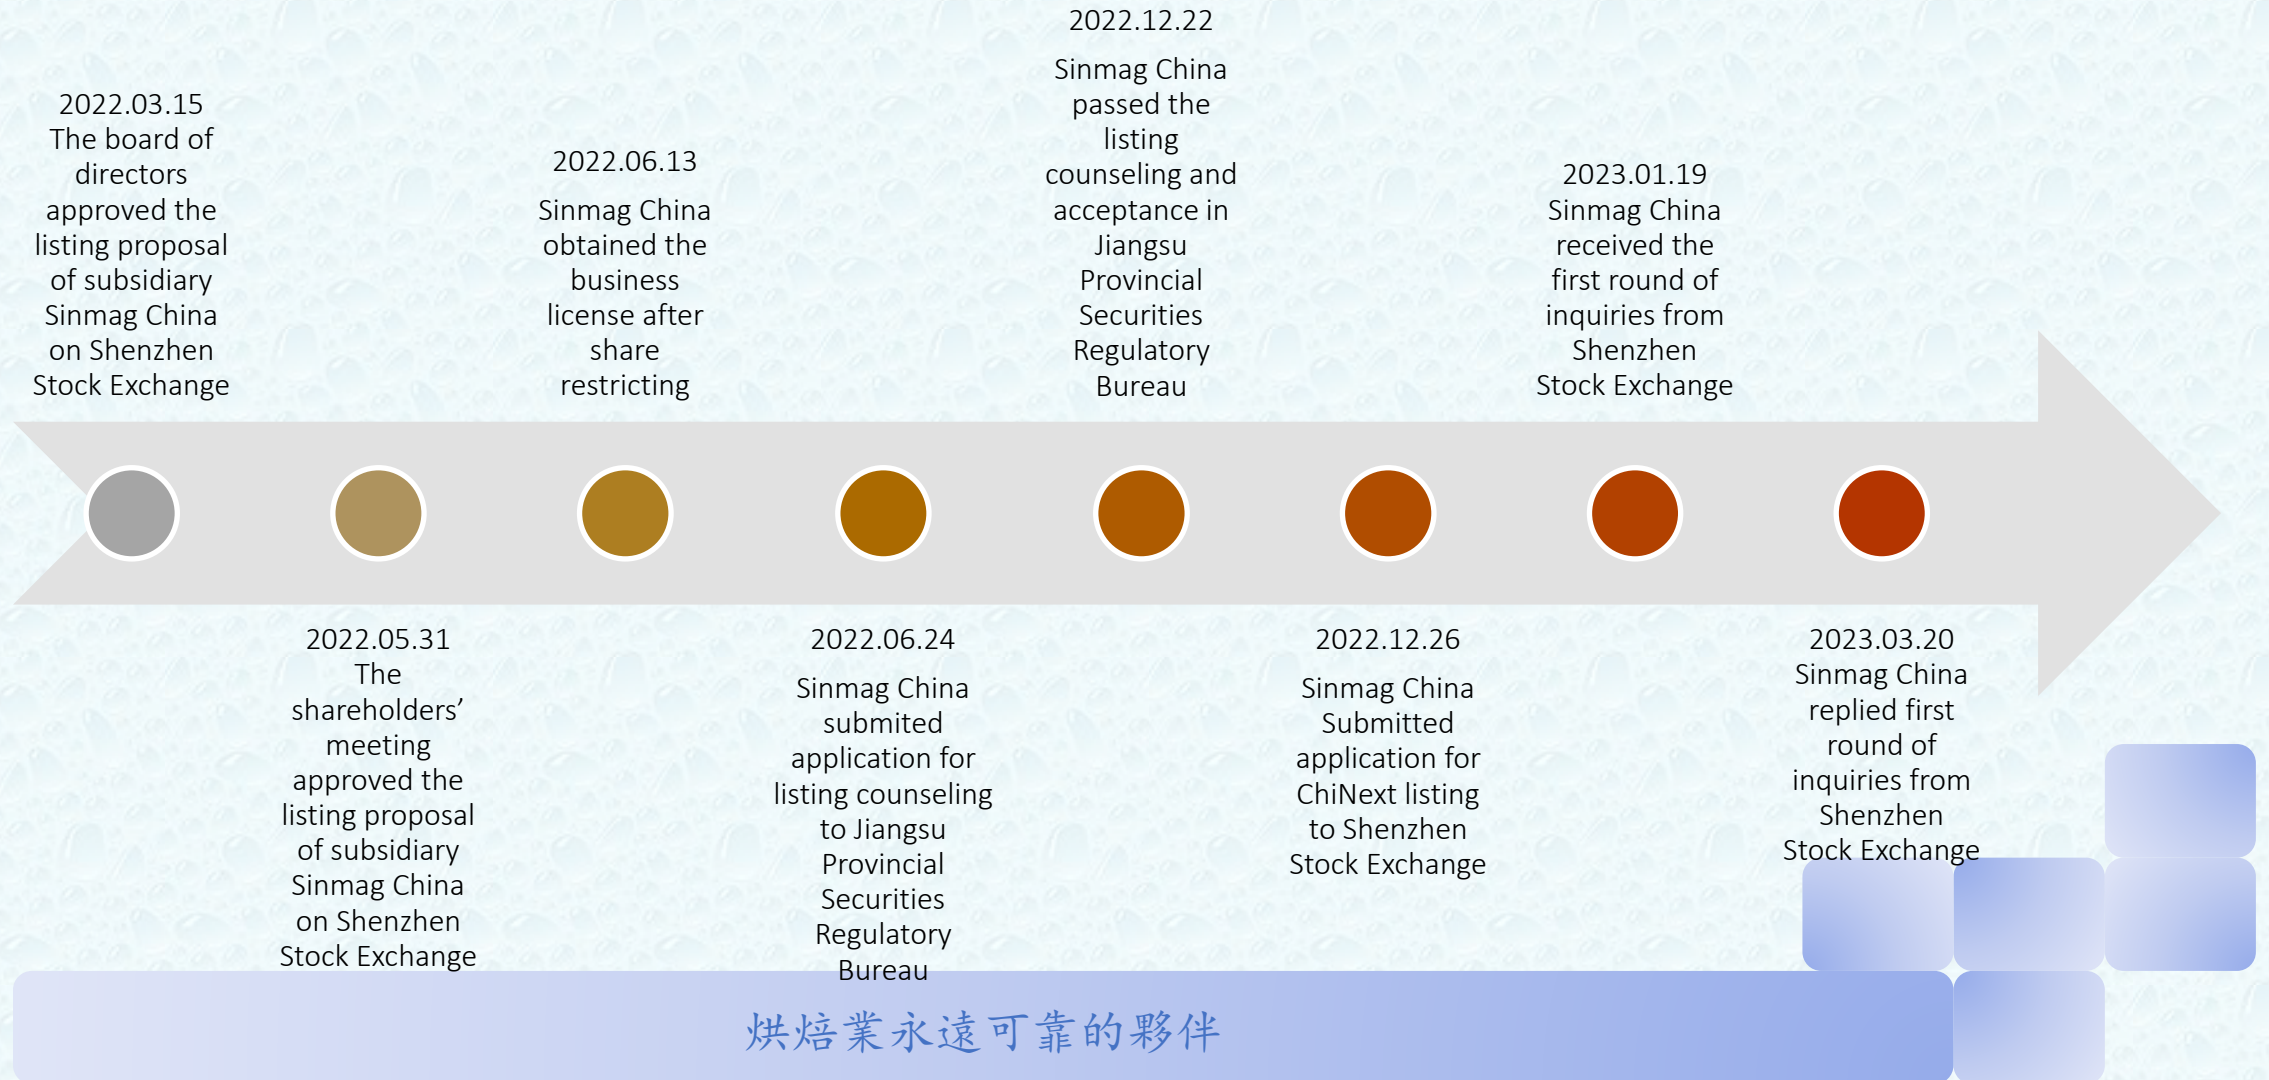 2022.03.15
The board of
directors
approved the
listing proposal
of subsidiary
Sinmag China
on Shenzhen
Stock Exchange
2022.05.31
The
shareholders’
meeting
approved the
listing proposal
of subsidiary
Sinmag China
on Shenzhen
Stock Exchange
2022.06.13
Sinmag China
obtained the
business
license after
share
restricting
2022.06.24
Sinmag China
submited
application for
listing counseling
to Jiangsu
Provincial
Securities
Regulatory
Bureau
2022.12.22
Sinmag China
passed the
listing
counseling and
acceptance in
Jiangsu
Provincial
Securities
Regulatory
Bureau
2022.12.26
Sinmag China
Submitted
application for
ChiNext listing
to Shenzhen
Stock Exchange
2023.01.19
Sinmag China
received the
first round of
inquiries from
Shenzhen
Stock Exchange
2023.03.20
Sinmag China
replied first
round of
inquiries from
Shenzhen
Stock Exchange
烘焙業永遠可靠的夥伴